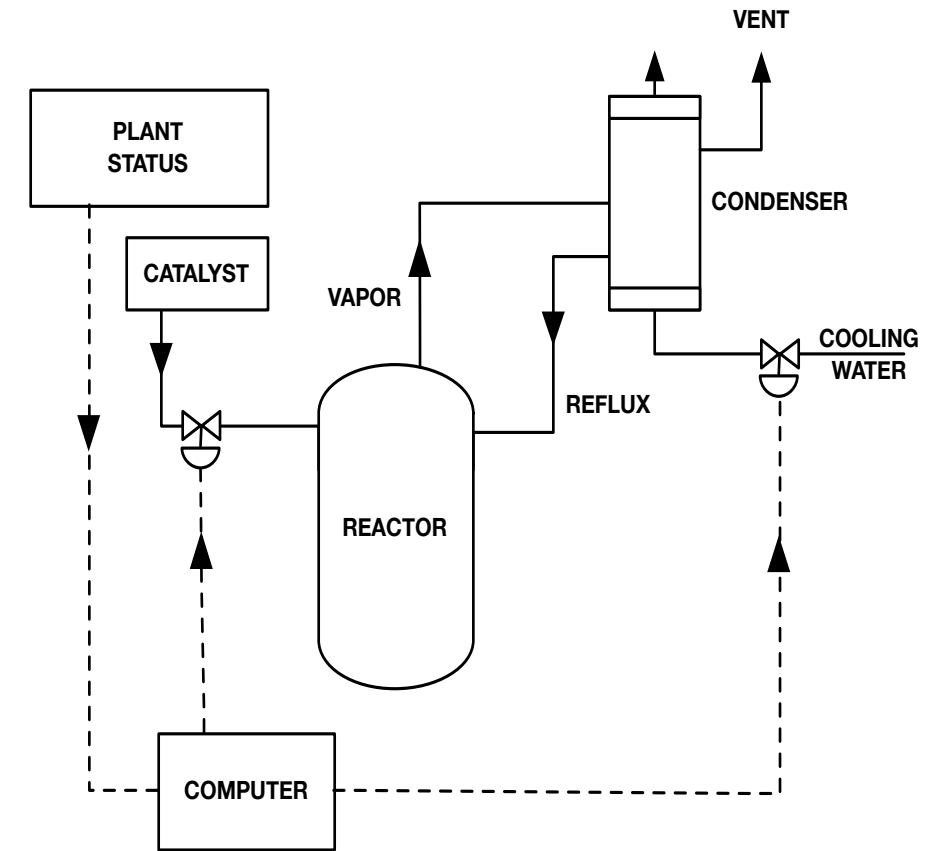 VENT
PLANT
STATUS
CONDENSER
CATALYST
VAPOR
COOLING
WATER
REFLUX
REACTOR
COMPUTER